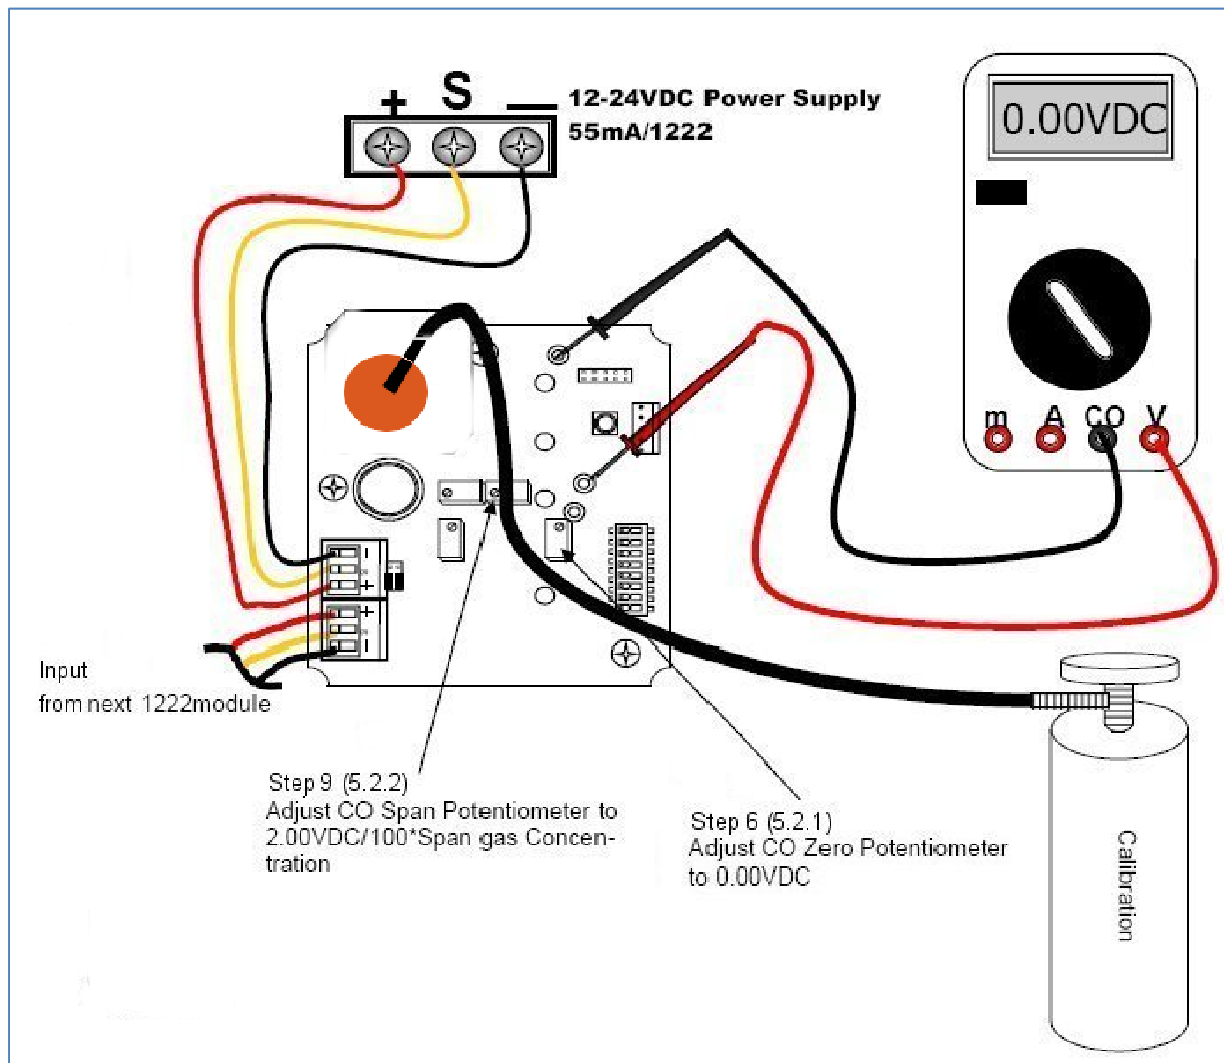 + S —
12-24VDC Power Supply
55mA/1222
0.00VDC
m A CO V
- 
+
+
-
Input
from next 1222module
Step 9 (5.2.2)
Adjust CO Span Potentiometer to
2.00VDC/100*Span gas Concen-
tration
Step 6 (5.2.1)
Adjust CO Zero Potentiometer
to 0.00VDC
Calibration